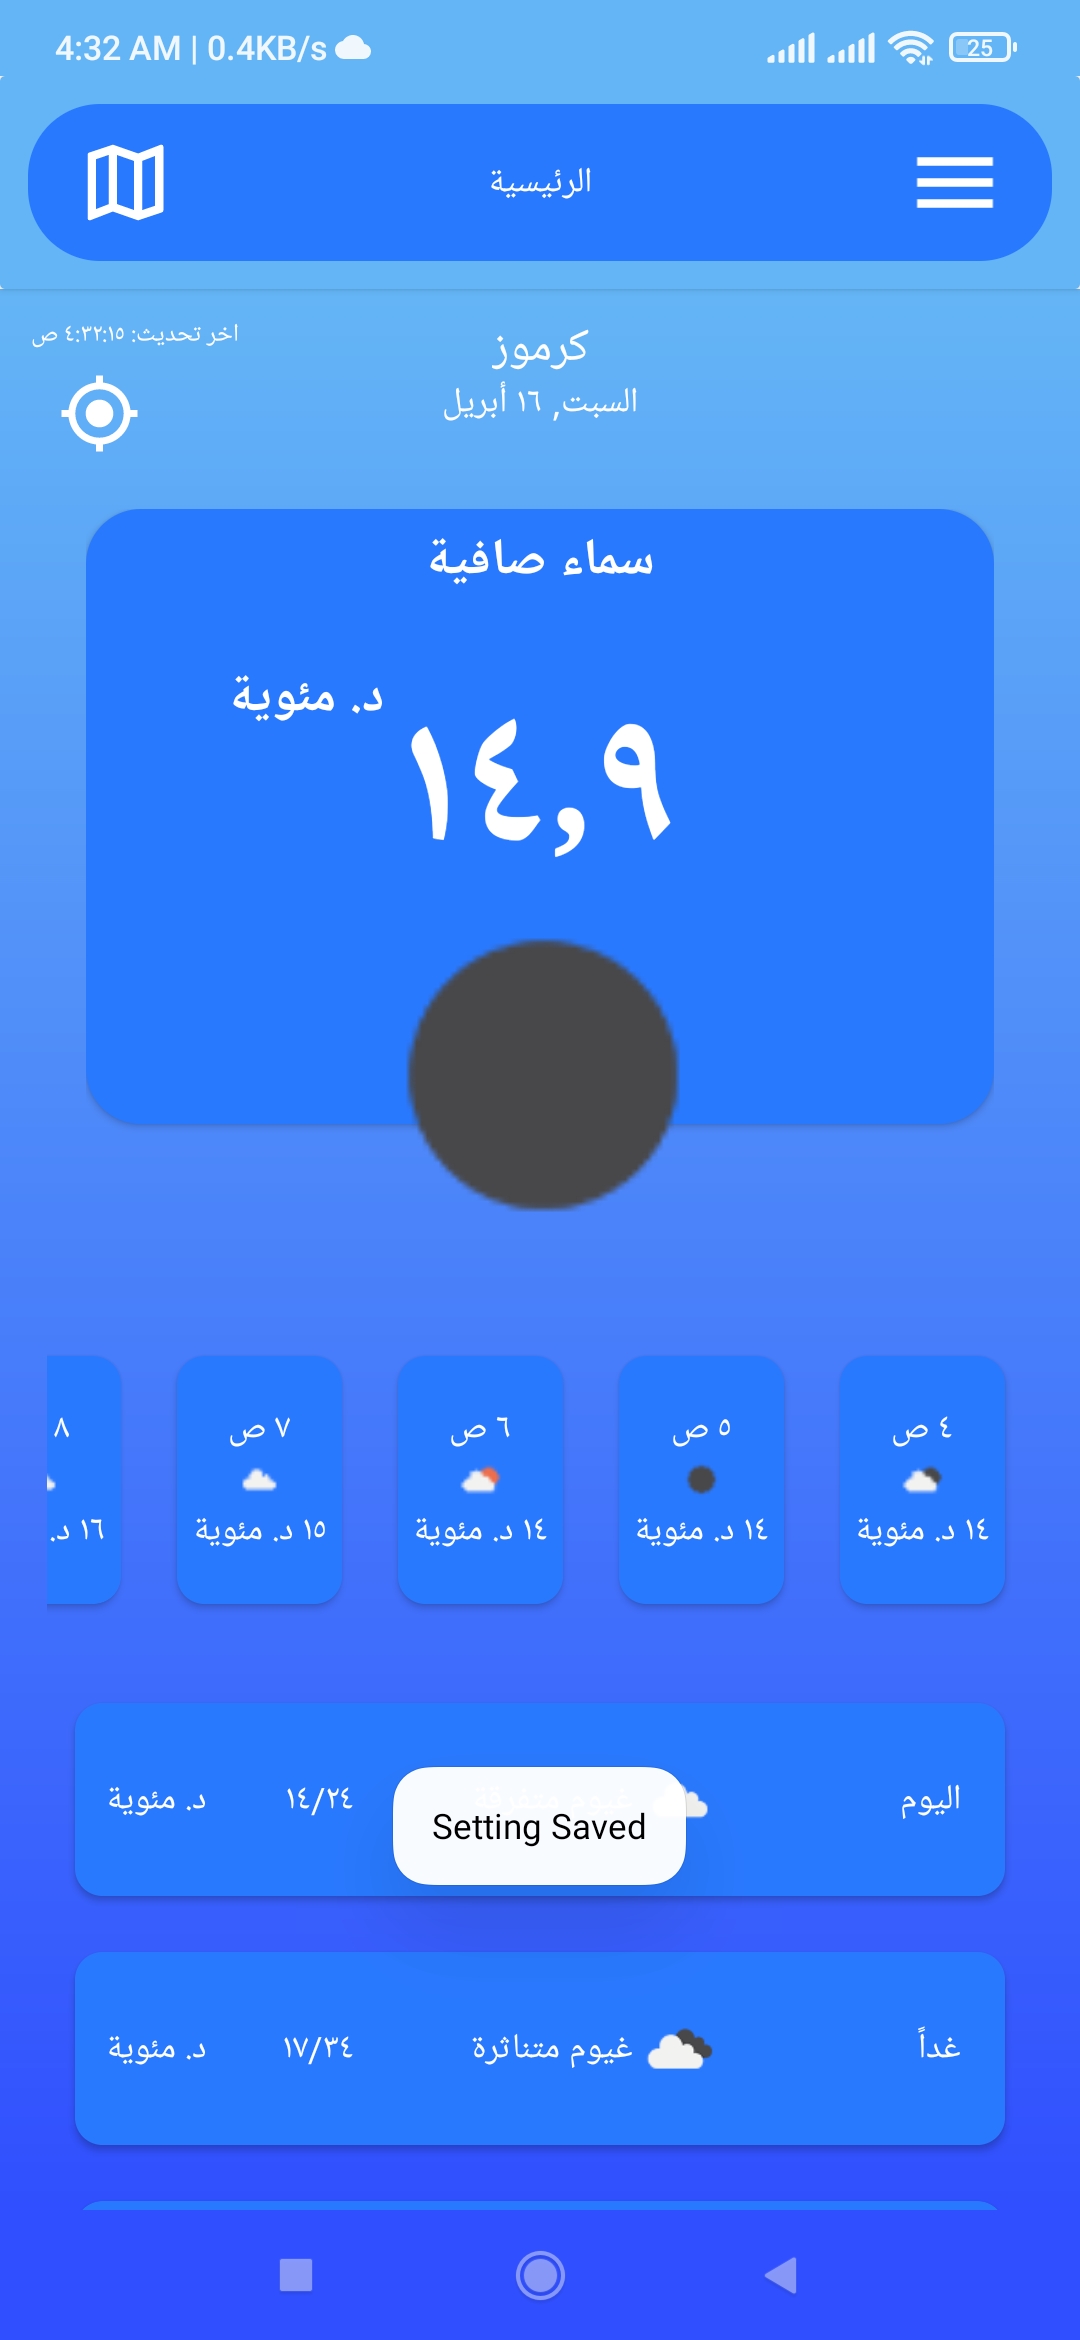 4:32 AM | 0.4KB/s
25
الرئيسية
اخر تحديث: ٤:٣٢:١٥ ص
كرموز
السبت, ١٦ أبريل
سماء صافية
د. مئوية
١٤,٩
٤ ص
١٤ د. مئوية
٥ ص
١٤ د. مئوية
٦ ص
١٤ د. مئوية
٧ ص
١٥ د. مئوية
٨
١٦ د.
اليوم
غيوم متفرقة
١٤/٢٤
د. مئوية
Setting Saved
غداً
غيوم متناثرة
١٧/٣٤
د. مئوية